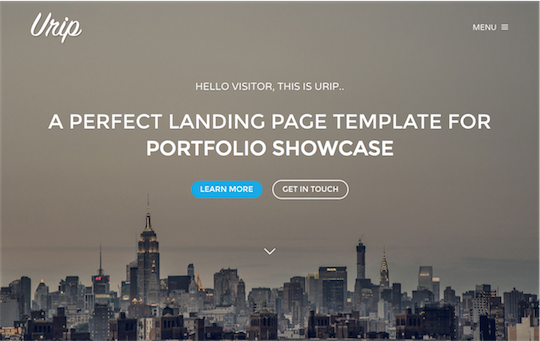 Urip
MENU
HELLO VISITOR, THIS IS URIP..
A PERFECT LANDING PAGE TEMPLATE FOR
PORTFOLIO SHOWCASE
LEARN MORE
GET IN TOUCH